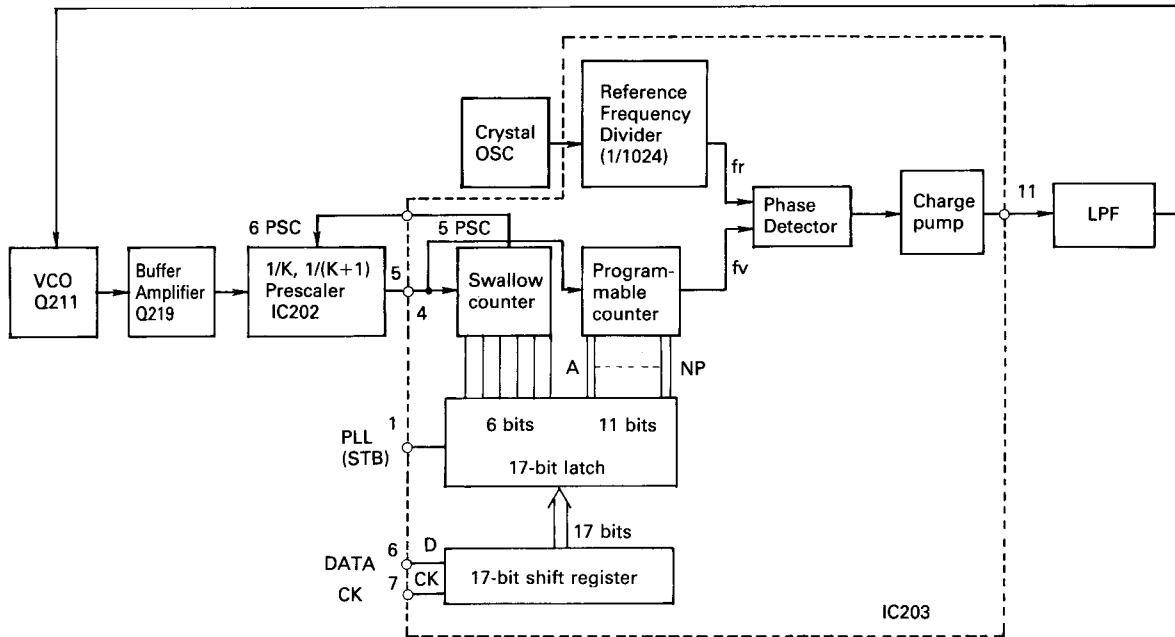 Reference
Frequency
Divider
(1/1024)
Crystal
OSC
fr
6 PSC
5 PSC
Phase
Detector
Charge
pump
11
LPF
VCO
Q211
Buffer
Amplifier
Q219
1/K, 1/(K+1)
Prescaler
IC202
5
4
Swallow
counter
Program-
mable
counter
fv
A
NP
1
PLL
(STB)
6 bits
11 bits
17-bit latch
17 bits
DATA
6
D
CK
7
CK
17-bit shift register
IC203